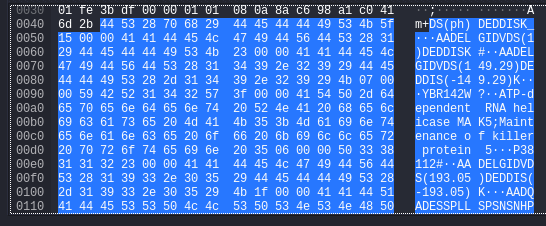 0030 01 fe 3b df 00 00 01 01 08 0a 98 a1 c0 41 ··;·············A
0040 6d 2b 44 53 28 70 68 29 44 45 44 44 49 53 4b 5f m+DS(ph) DEDDISK_
0050 15 00 00 41 41 44 45 4c 47 49 44 56 44 53 28 31 ···AADEL GIDVDS(1
0060 29 44 45 44 44 49 53 4b 23 00 00 41 41 44 45 4c )DEDDISK #··AADEL
0070 47 49 44 56 44 53 28 31 34 39 2e 32 39 29 44 45 GIDVDS(1 49.29)DE
0080 44 44 49 53 28 2d 31 34 39 2e 32 39 29 4b 07 00 DDIS(-14 9.29)K··
0090 00 59 42 52 31 34 32 57 3f 00 00 41 54 50 2d 64 ·YBR142W ?··ATP-d
00a0 65 70 65 6e 64 65 6e 74 20 52 4e 41 20 68 65 6c ependent RNA hel
00b0 69 63 61 73 65 20 4d 41 4b 35 3b 4d 61 69 6e 74 icase MA K5;Maint
00c0 65 6e 61 6e 63 65 20 6f 66 20 6b 69 6c 6c 65 72 enance o f killer
00d0 20 70 72 6f 74 65 69 6e 20 35 06 00 00 50 33 38 protein 5···P38
00e0 31 31 32 23 00 00 41 41 44 45 4c 47 49 44 56 44 112#··AA DELGIDVD
00f0 53 28 31 39 33 2e 30 35 29 44 45 44 44 49 53 28 S(193.05 )DEDDIS(
0100 2d 31 39 33 2e 30 35 29 4b 1f 00 00 41 41 44 51 -193.05) K···AADQ
0110 41 44 45 53 53 50 4c 4c 53 50 53 4e 53 4e 48 50 ADESSPLL SPSNSNHP